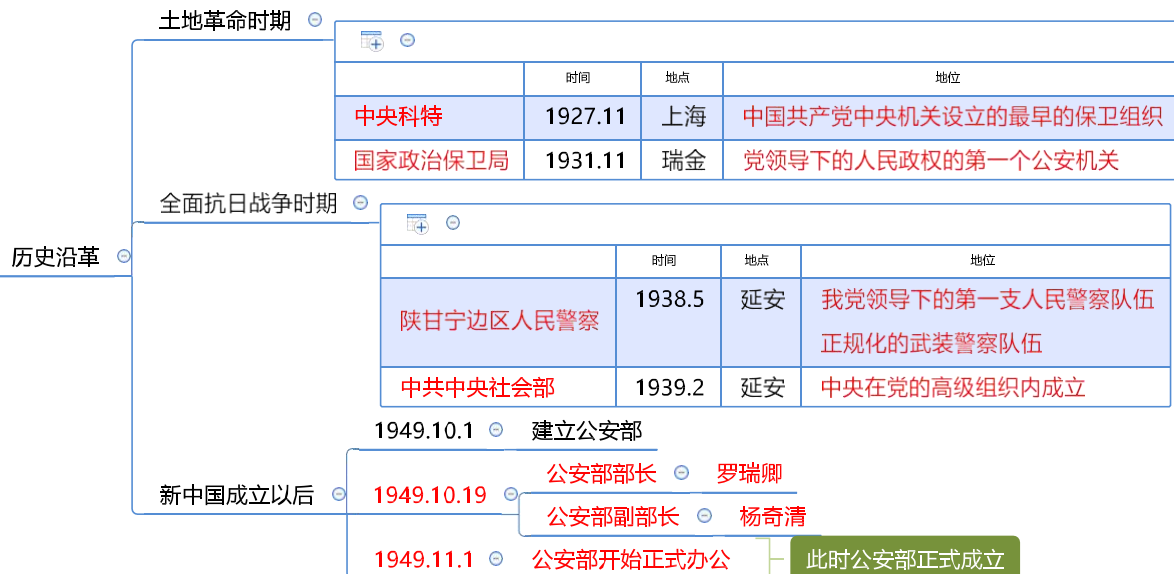 土地革命时期
时间 地点 地位
中央科特 1927.11 上海 中国共产党中央机关设立的最早的保卫组织
国家政治保卫局 1931.11 瑞金 党领导下的人民政权的第一个公安机关
全面抗日战争时期
时间 地点 地位
陕甘宁边区人民警察 1938.5 延安 我党领导下的第一支人民警察队伍
正规化的武装警察队伍
中共中央社会部 1939.2 延安 中央在党的高级组织内成立
历史沿革
新中国成立以后
1949.10.1 建立公安部
1949.10.19
公安部部长 罗瑞卿
公安部副部长 杨奇清
1949.11.1 公安部开始正式办公 此时公安部正式成立